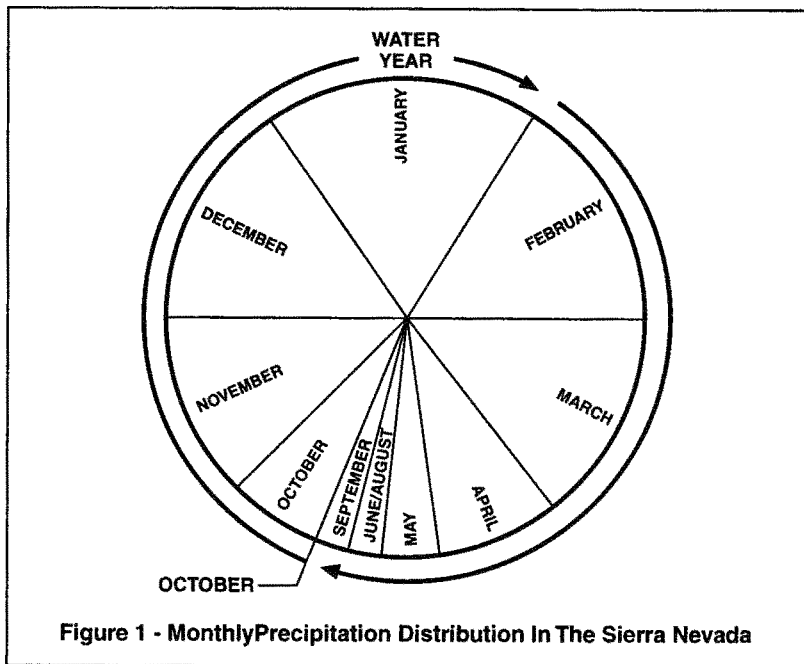 WATER
YEAR
JANUARY
FEBRUARY
MARCH
APRIL
MAY
JUNE/AUGUST
SEPTEMBER
OCTOBER
NOVEMBER
DECEMBER
OCTOBER
Figure 1 - MonthlyPrecipitation Distribution In The Sierra Nevada